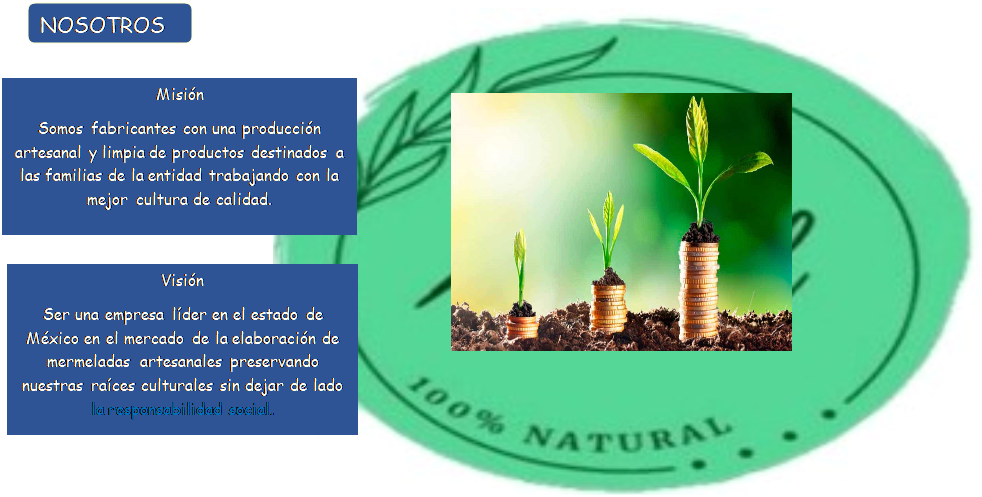 NOSOTROS
Misión
Somos fabricantes con una producción
artesanal y limpia de productos destinados a
las familias de la entidad trabajando con la
mejor cultura de calidad.
Visión
Ser una empresa líder en el estado de
México en el mercado de la elaboración de
mermeladas artesanales preservando
nuestras raíces culturales sin dejar de lado
la responsabilidad social.
100% NATURAL